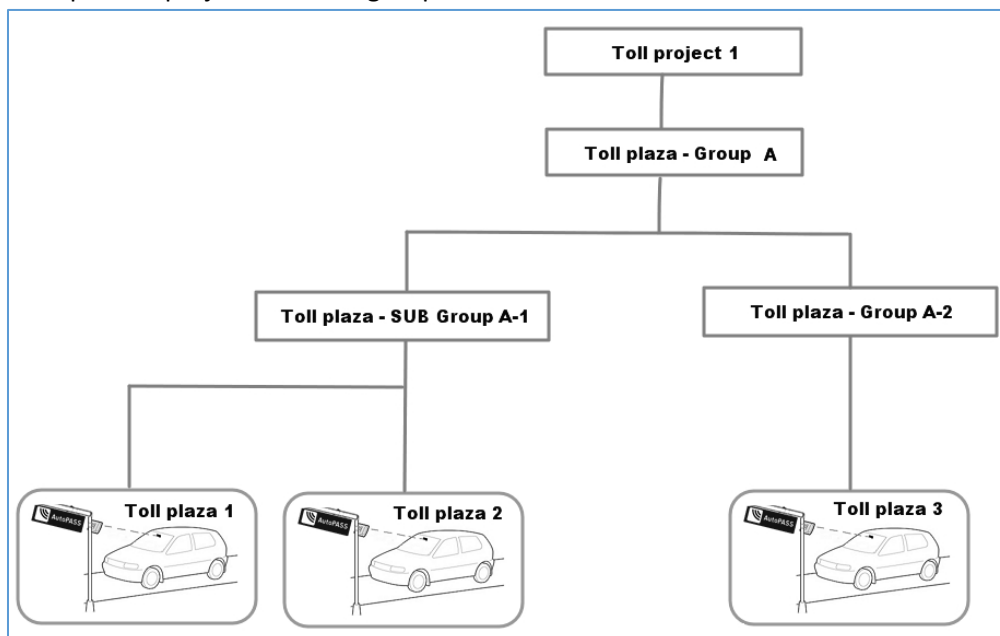 Toll project 1
Toll plaza - Group A
Toll plaza - SUB Group A-1
Toll plaza - Group A-2
Toll plaza 1
AutoPASS
Toll plaza 2
AutoPASS
Toll plaza 3
AutoPASS